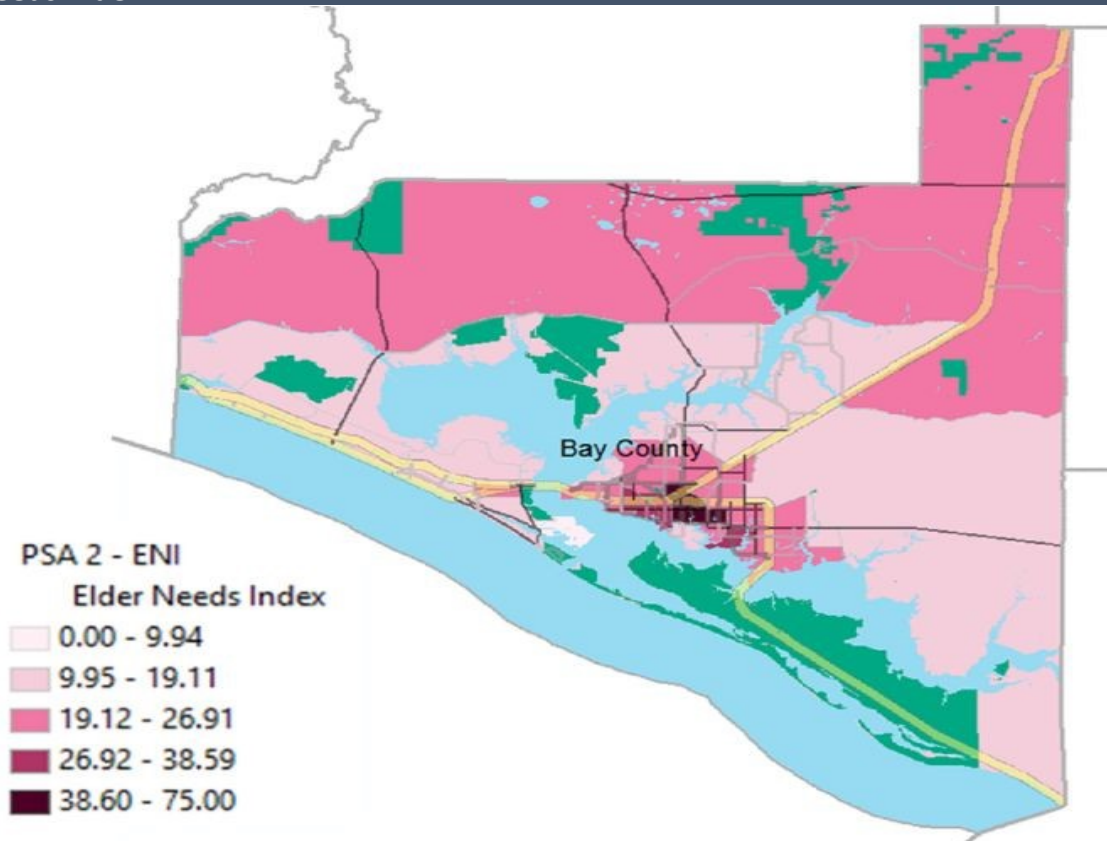 Bay County
PSA 2 - ENI
Elder Needs Index
0.00 - 9.94
9.95 - 19.11
19.12 - 26.91
26.92 - 38.59
38.60 - 75.00